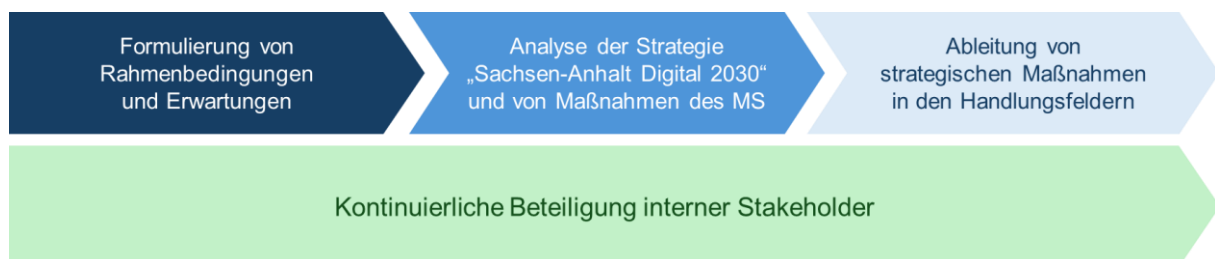 Formulierung von
Rahmenbedingungen
und Erwartungen
Analyse der Strategie
„Sachsen-Anhalt Digital 2030“
und von Maßnahmen des MS
Ableitung von
strategischen Maßnahmen
in den Handlungsfeldern
Kontinuierliche Beteiligung interner Stakeholder